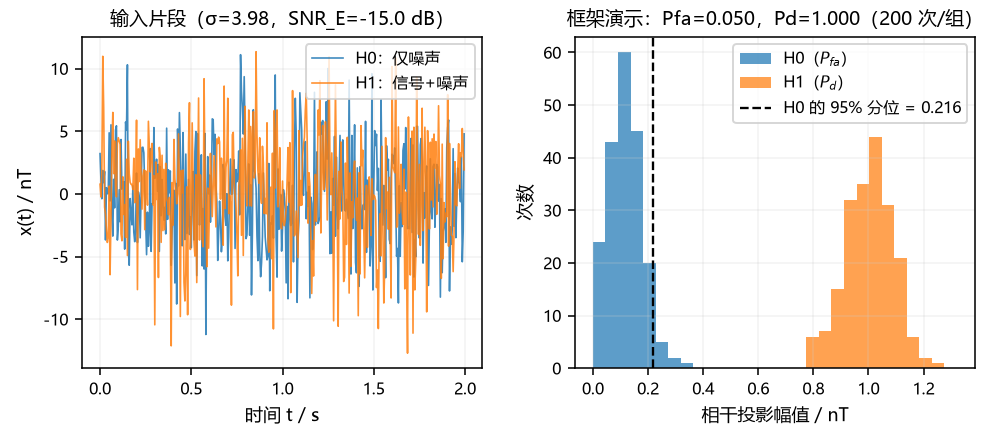 输入片段（σ=3.98，SNR_E=-15.0 dB）
H0：仅噪声
H1：信号+噪声
x(t) / nT
10
5
0
-5
-10
0.0 0.5 1.0 1.5 2.0
时间 t / s
框架演示：Pfa=0.050，Pd=1.000（200 次/组）
H0（Pfa）
H1（Pd）
H0 的 95% 分位 = 0.216
次数
60
50
40
30
20
10
0
0.0 0.2 0.4 0.6 0.8 1.0 1.2
相干投影幅值 / nT